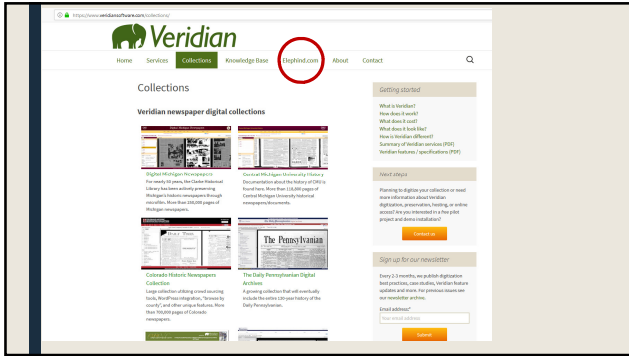 https://www.veridiansoftware.com/collections/
Veridian
Home Services Collections Knowledge Base Elephind.com About Contact
Collections
Veridian newspaper digital collections
Digital Michigan Newspapers
For nearly 80 years, the Clarke Historical
Library has been actively preserving
Michigan's historic newspapers through
microfilm. More than 250,000 pages of
Michigan newspapers.
Central Michigan University History
Documentation about the history of CMU is
found here. More than 118,000 pages of
Central Michigan University historical
newspapers/documents.
The Pennsylvanian
Colorado Historic Newspapers
Collection
Large collection utilizing crowd sourcing
tools, WordPress integration, "browse by
county", and other unique features. More
than 700,000 pages of Colorado
newspapers.
The Daily Pennsylvanian Digital
Archives
A growing collection that will eventually
include the entire 130-year history of the
Daily Pennsylvanian.
Getting started
What is Veridian?
How does it work?
What does it cost?
What does it look like?
How is Veridian different?
Summary of Veridian services (PDF)
Veridian features / specifications (PDF)
Next steps
Planning to digitize your collection or need
more information about Veridian
digitization, preservation, hosting, or online
access? Are you interested in a free pilot
project and demo installation?
Contact us
Sign up for our newsletter
Every 2-3 months, we publish digitization
best practices, case studies, Veridian feature
updates and more. For previous issues see
our newsletter archive.
Email address:*
Your email address
Submit